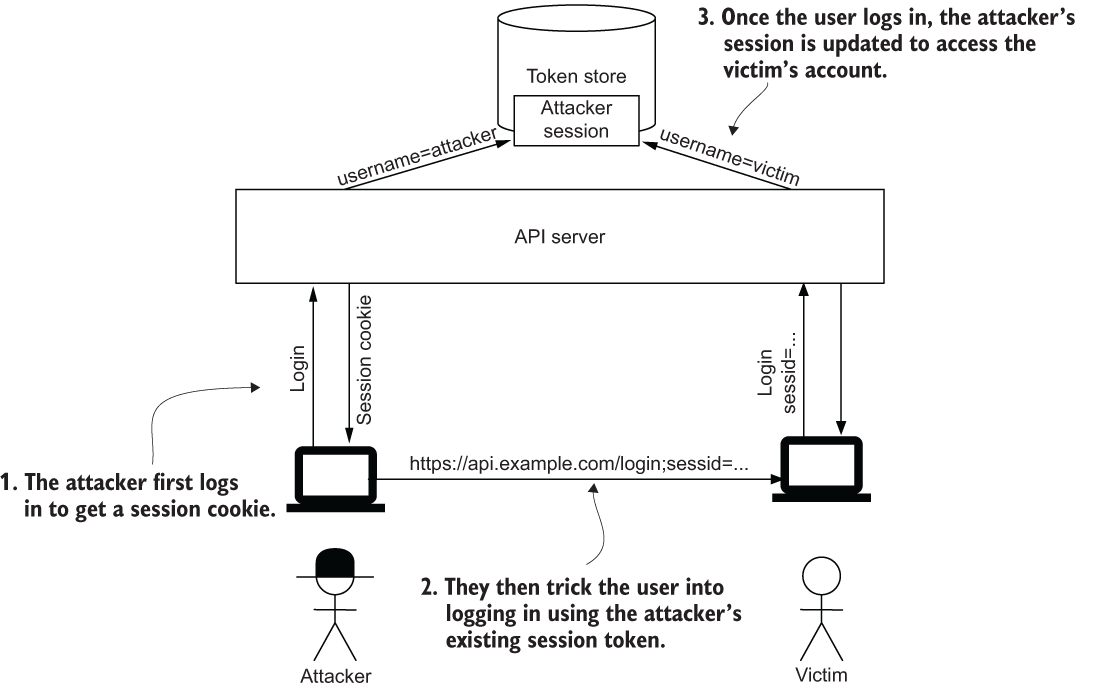 3. Once the user logs in, the attacker's
session is updated to access the
victim's account.
Token store
Attacker
session
username=attacker
username=victim
API server
Login
Session cookie
Login
sessid=...
https://api.example.com/login;sessid=...
1. The attacker first logs
in to get a session cookie.
2. They then trick the user into
logging in using the attacker's
existing session token.
Attacker
Victim